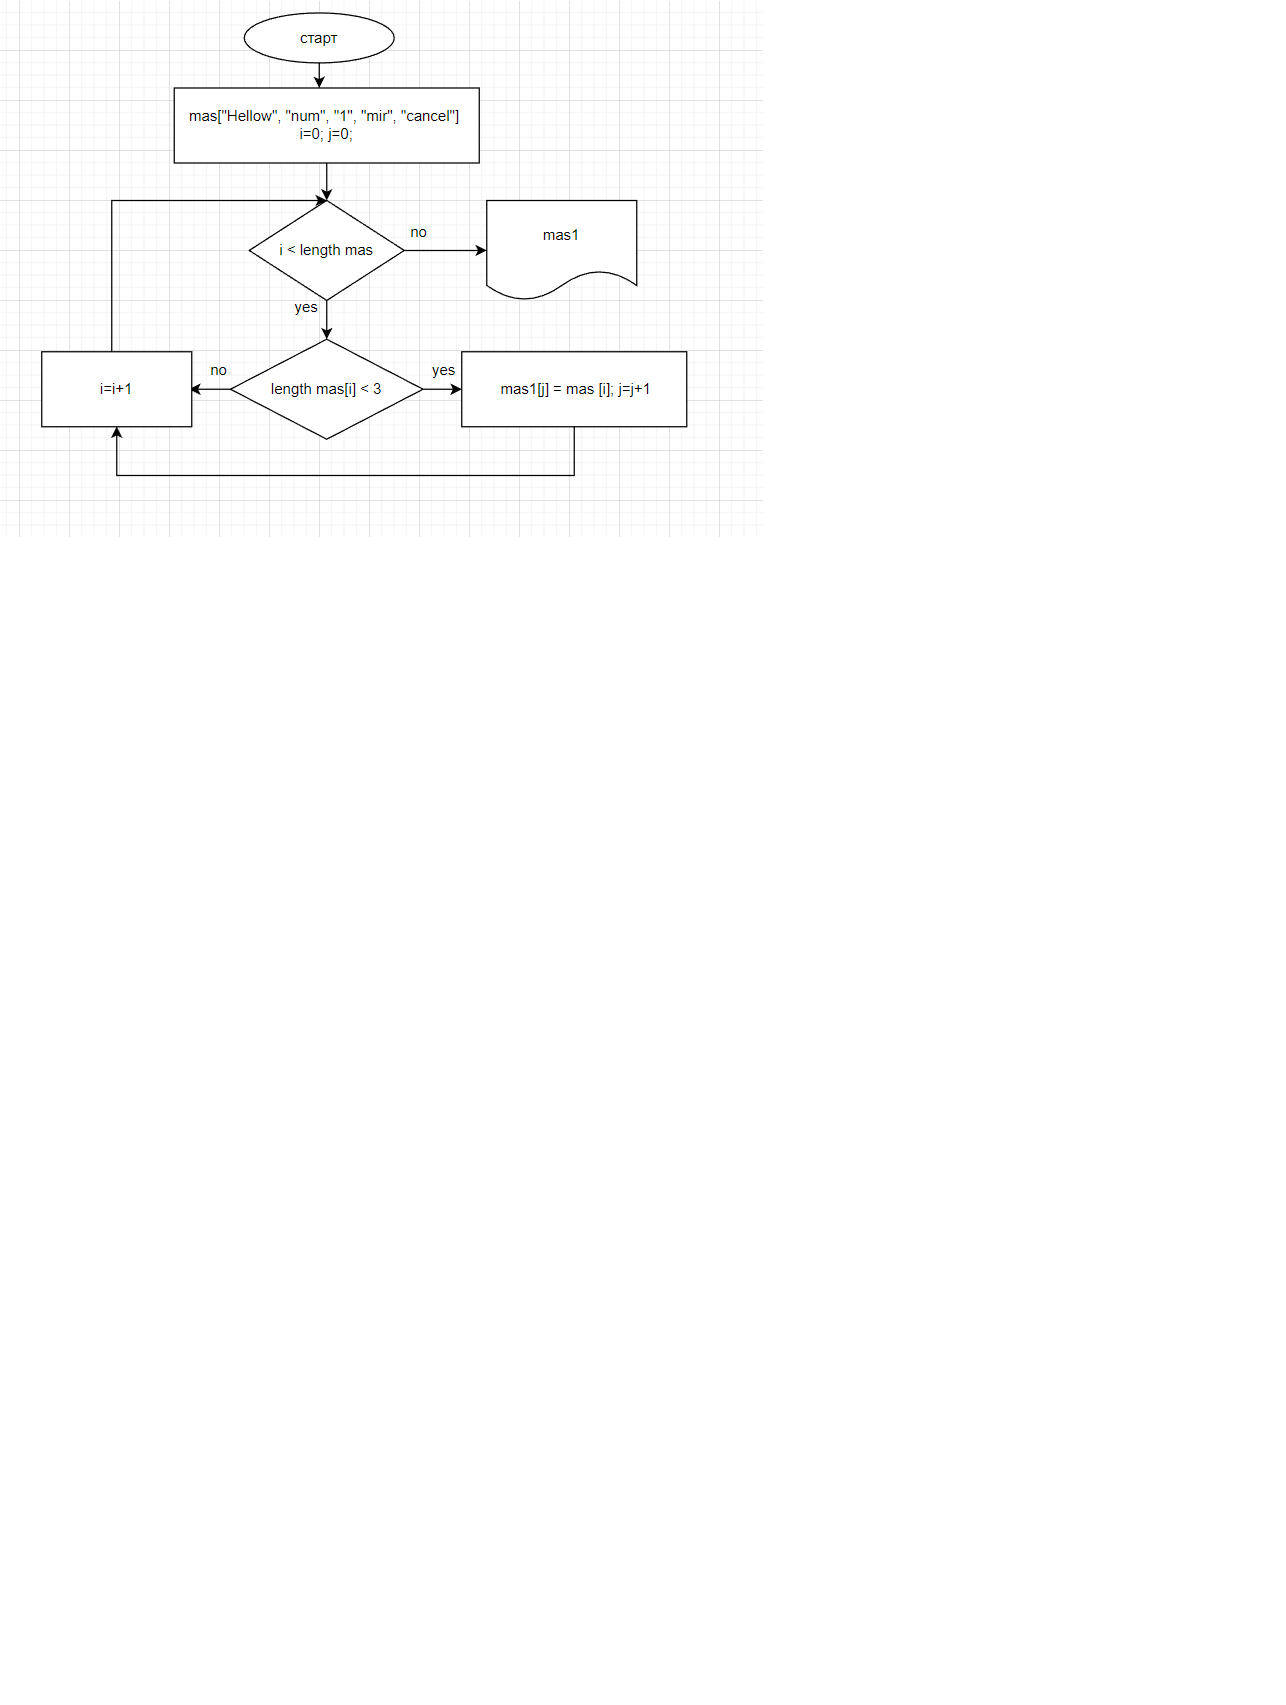 старт
mas["Hellow", "num", "1", "mir", "cancel"]
i=0; j=0;
i < length mas
no
mas1
yes
length mas[i] < 3
no
i=i+1
yes
mas1[j] = mas [i]; j=j+1